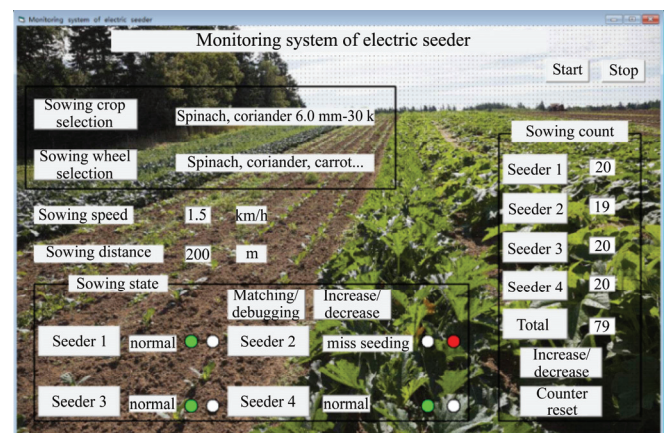 Monitoring system of electric seeder
Monitoring system of electric seeder
Start Stop
Sowing crop
selection
Spinach, coriander 6.0 mm-30 k
Sowing wheel
selection
Spinach, coriander, carrot...
Sowing speed 1.5 km/h
Sowing distance 200 m
Sowing state
Matching/
debugging
Increase/
decrease
Seeder 1 normal Seeder 2 miss seeding
Seeder 3 normal Seeder 4 normal
Sowing count
Seeder 1 20
Seeder 2 19
Seeder 3 20
Seeder 4 20
Total 79
Increase/
decrease
Counter
reset